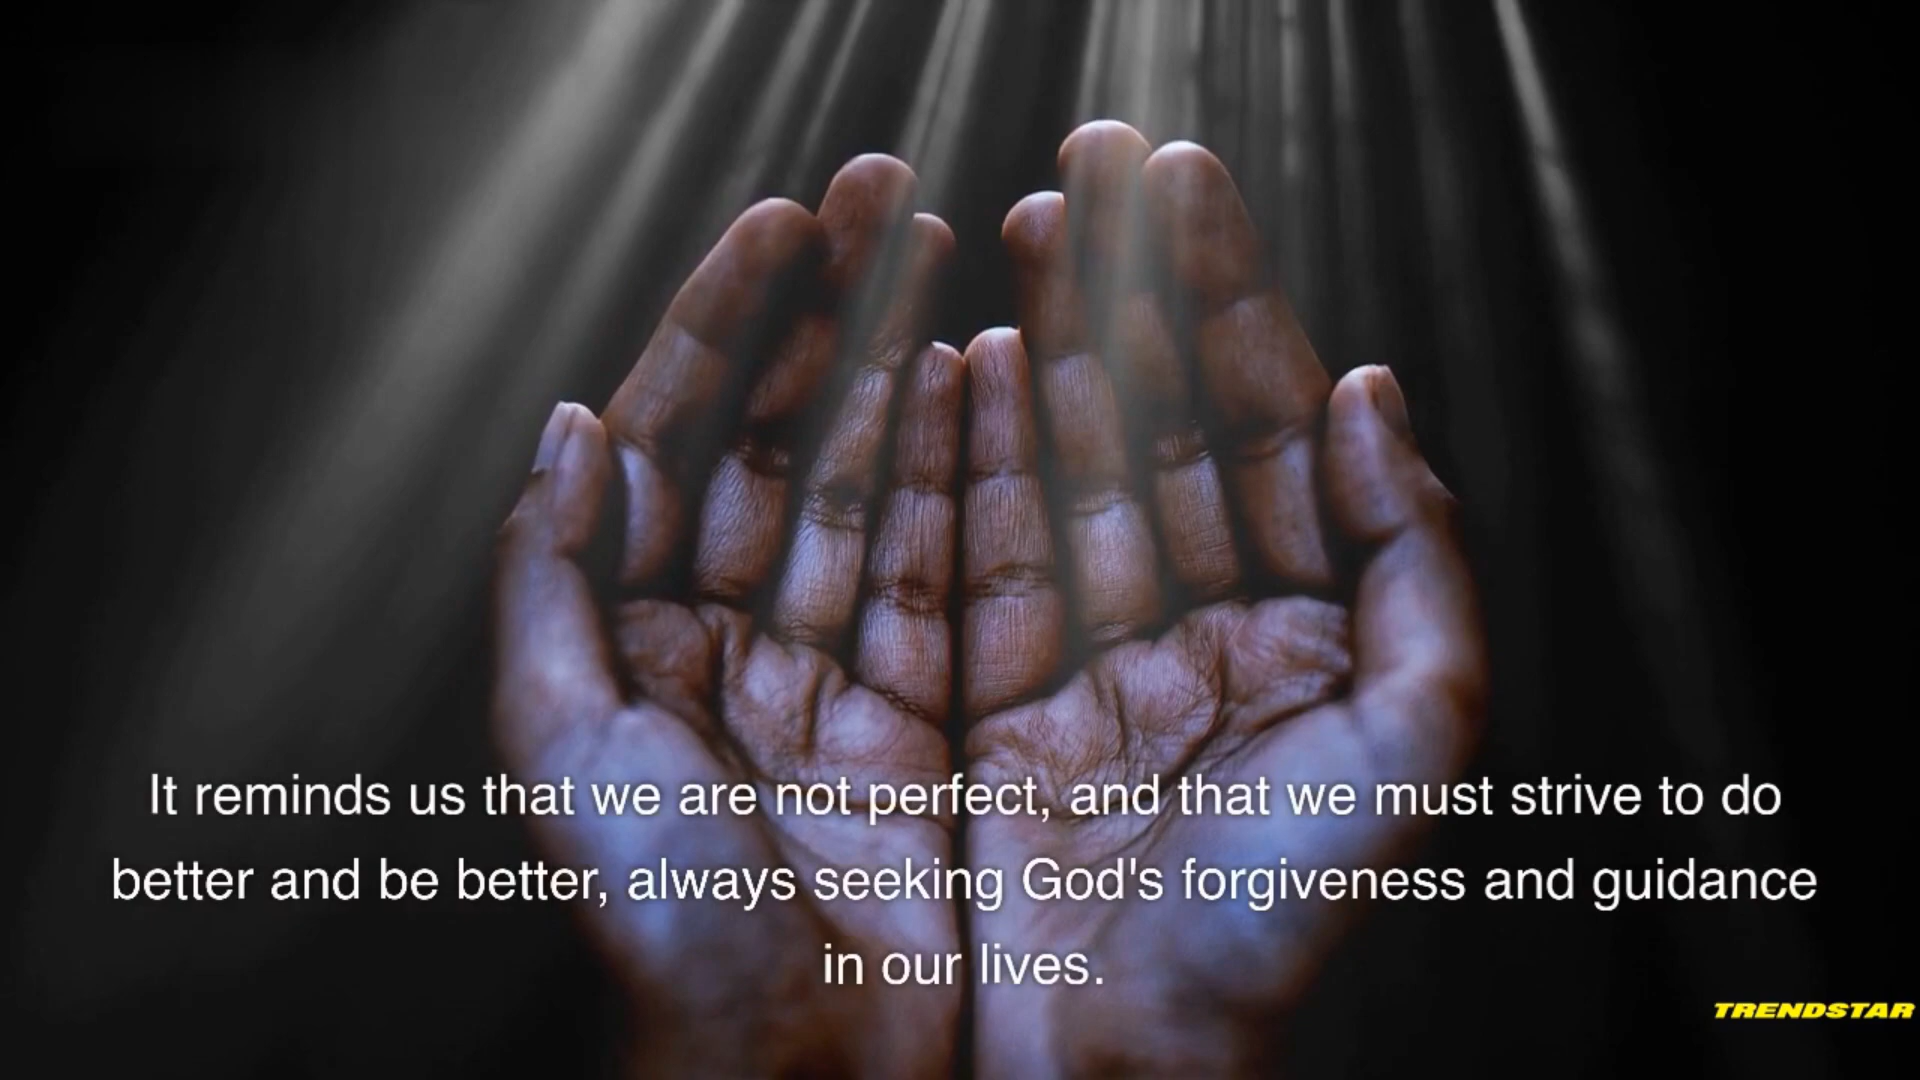 It reminds us that we are not perfect, and that we must strive to do
better and be better, always seeking God's forgiveness and guidance
in our lives.
TRENDSTAR